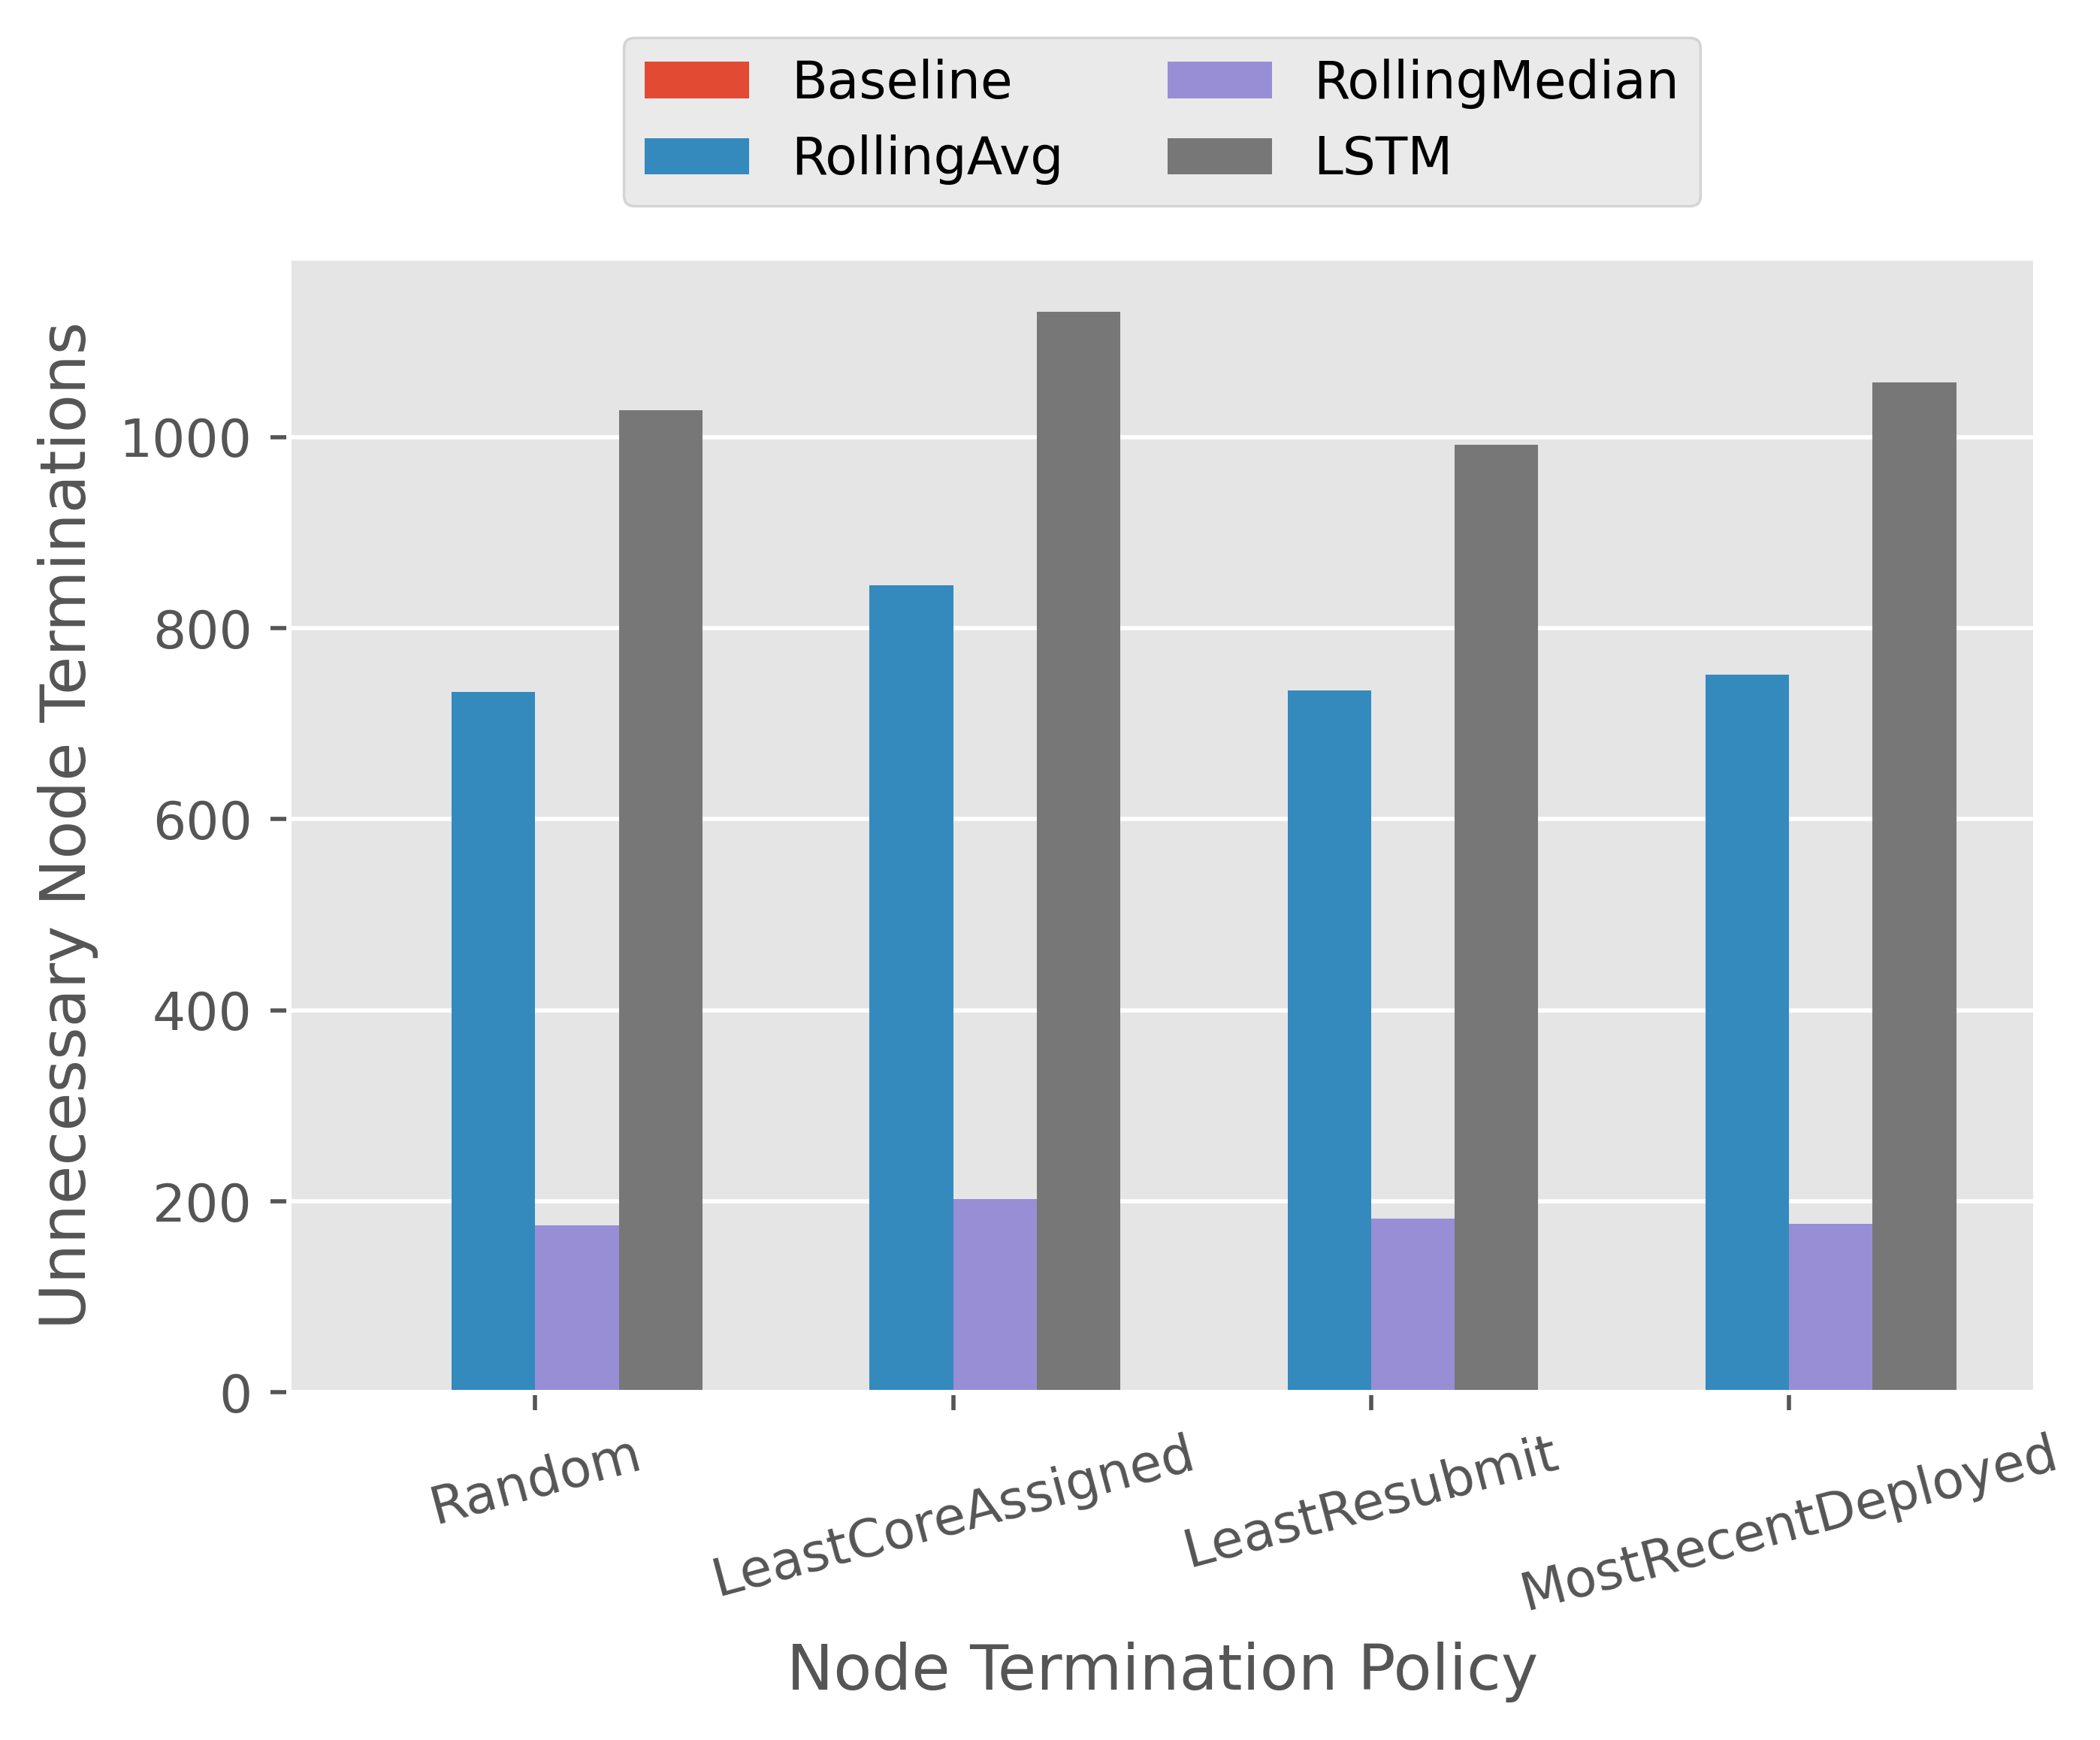 Baseline
RollingAvg
RollingMedian
LSTM
Unnecessary Node Terminations
1000
800
600
400
200
0
Random
LeastCoreAssigned
LeastResubmit
MostRecentDeployed
Node Termination Policy